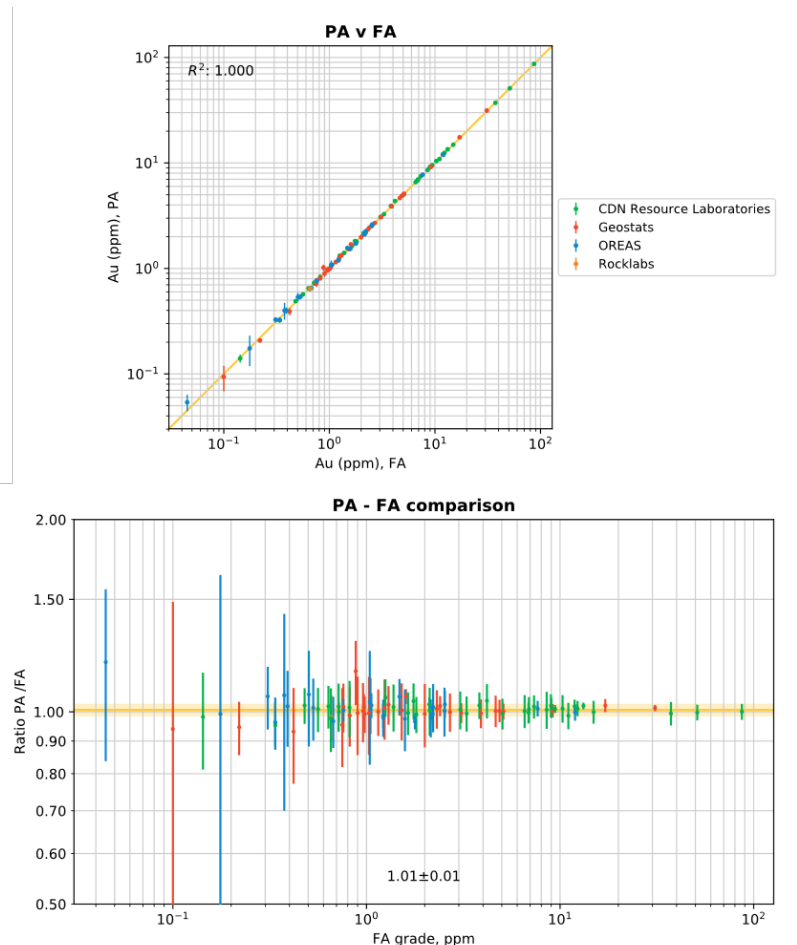 PA v FA
R²: 1.000
10²
10¹
10⁰
10⁻¹
Au (ppm), PA
10⁻¹ 10⁰ 10¹ 10²
Au (ppm), FA
CDN Resource Laboratories
Geostats
OREAS
Rocklabs
PA - FA comparison
2.00
1.50
1.00
0.90
0.80
0.70
0.60
0.50
Ratio PA /FA
1.01±0.01
10⁻¹ 10⁰ 10¹ 10²
FA grade, ppm